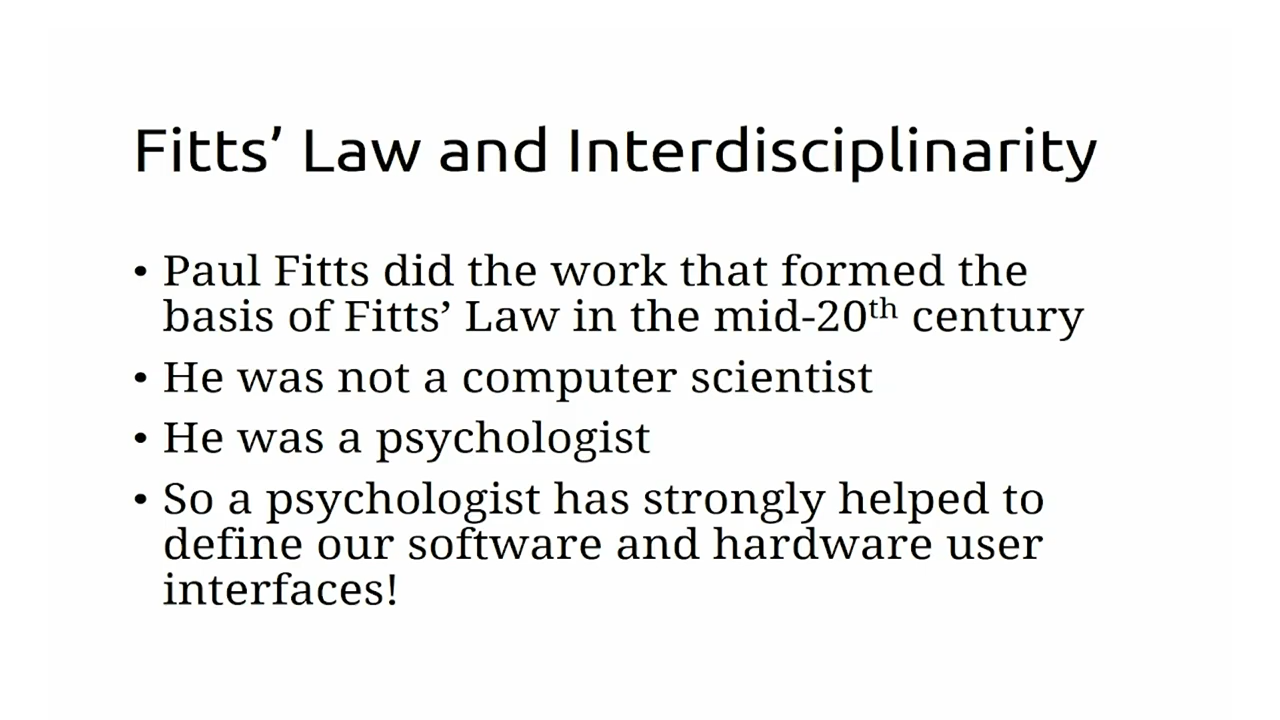 Fitts’ Law and Interdisciplinarity
• Paul Fitts did the work that formed the
basis of Fitts’ Law in the mid-20th century
• He was not a computer scientist
• He was a psychologist
• So a psychologist has strongly helped to
define our software and hardware user
interfaces!